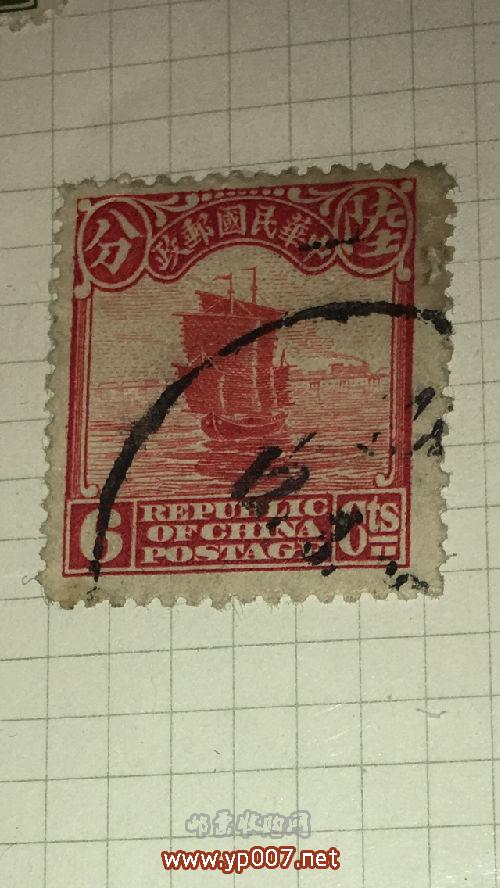 分
政郵國民華中
陸
6
REPUBLIC
OF CHINA
POSTAGE
Cts
邮票收购网
www.yp007.net